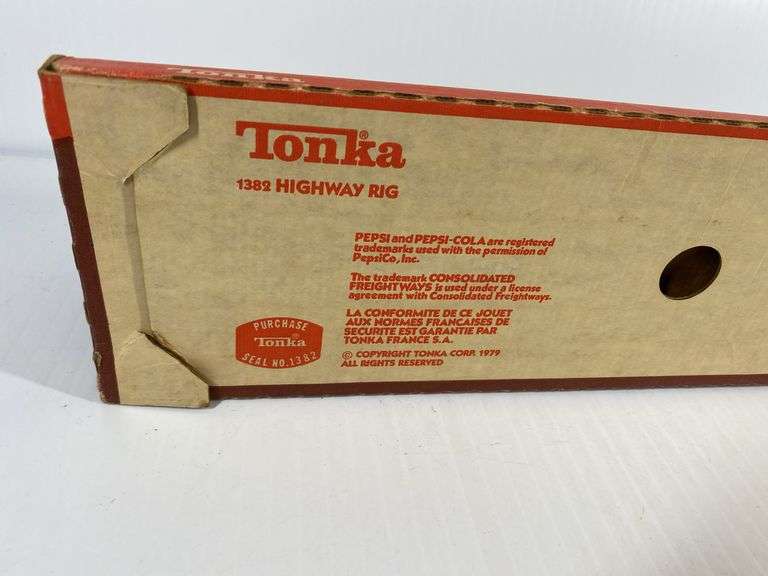 Tonka
Tonka®
1382 HIGHWAY RIG
PEPSI and PEPSI-COLA are registered
trademarks used with the permission of
PepsiCo, Inc.
The trademark CONSOLIDATED
FREIGHTWAYS is used under a license
agreement with Consolidated Freightways.
LA CONFORMITE DE CE JOUET
AUX NORMES FRANCAISES DE
SECURITE EST GARANTIE PAR
TONKA FRANCE S.A.
© COPYRIGHT TONKA CORP. 1979
ALL RIGHTS RESERVED
PURCHASE
Tonka®
SEAL NO. 1382